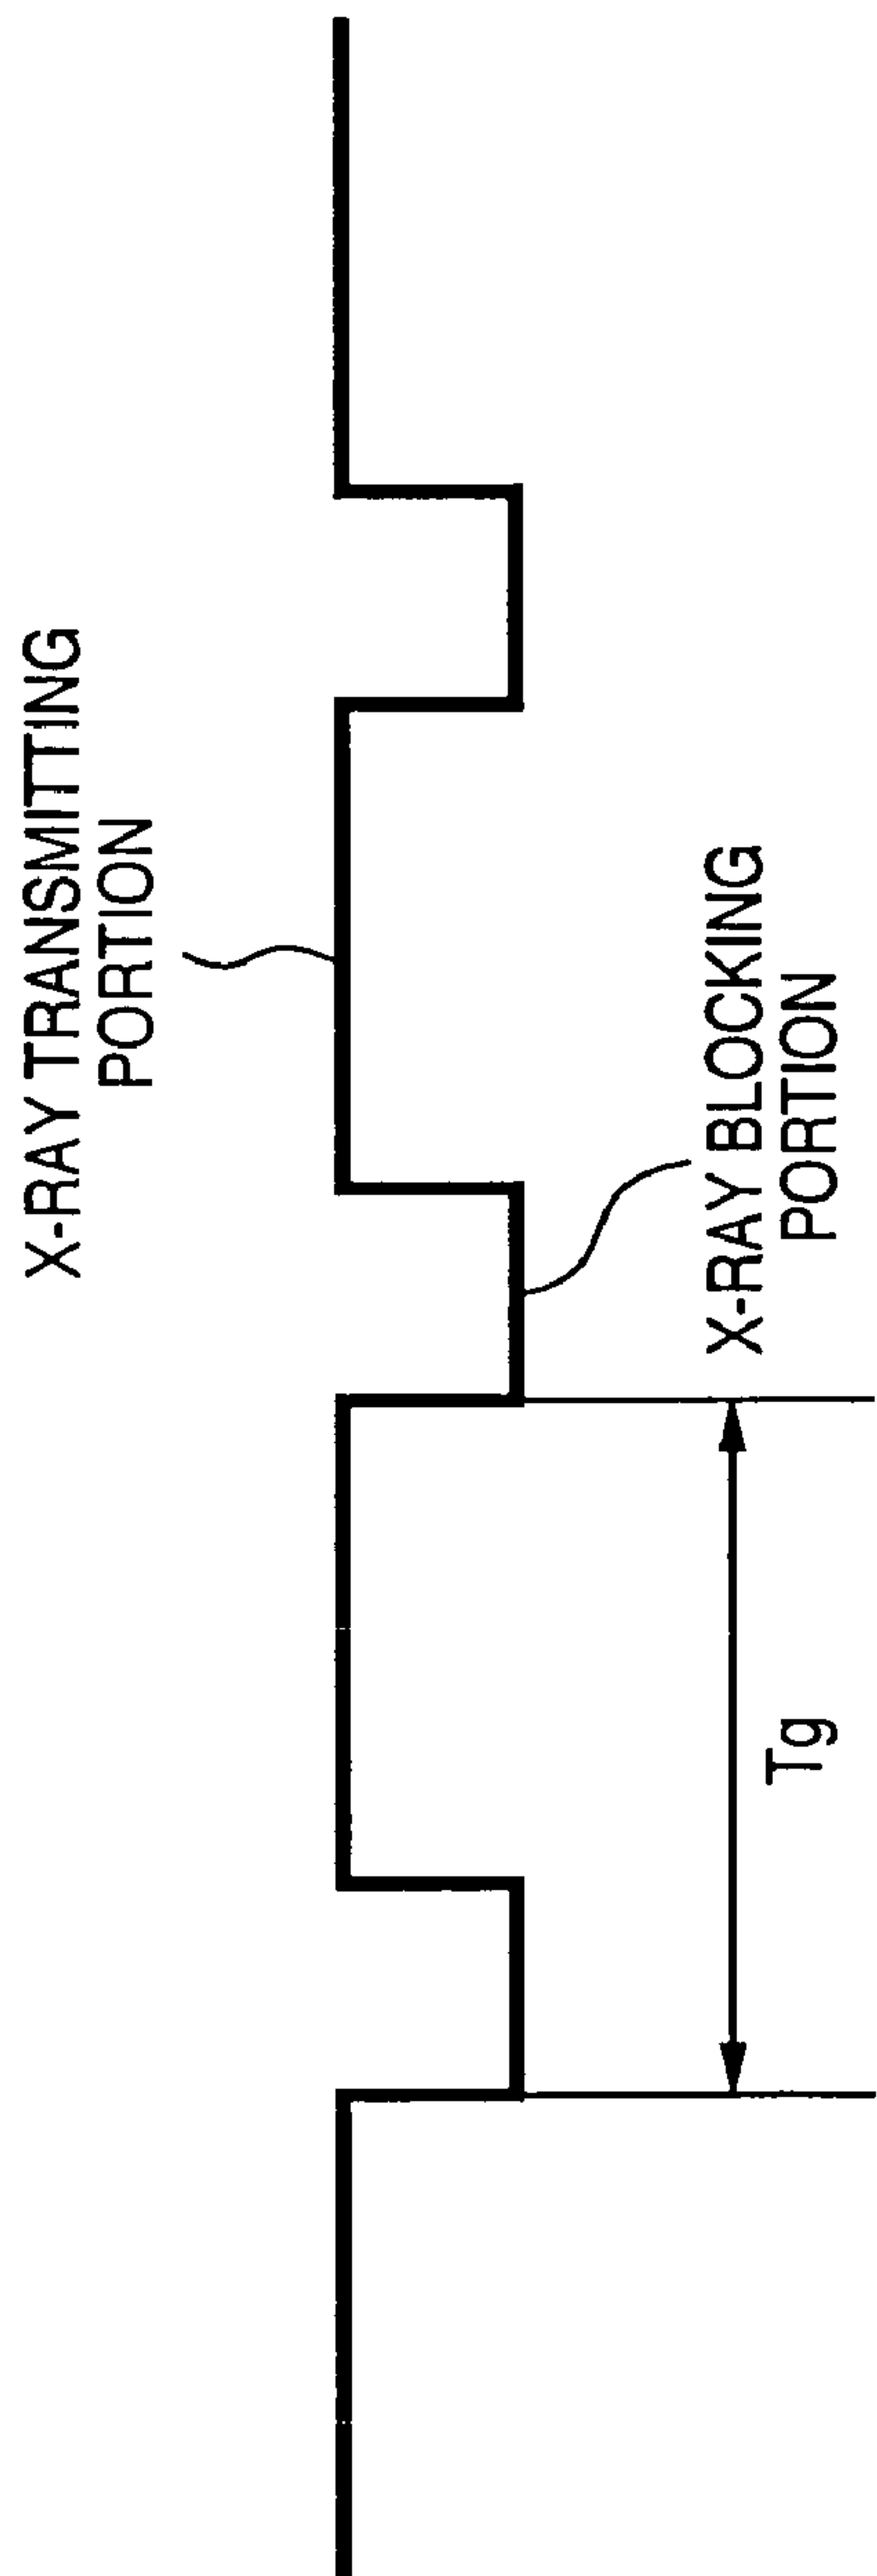 X-RAY TRANSMITTING
PORTION
X-RAY BLOCKING
PORTION
Tg